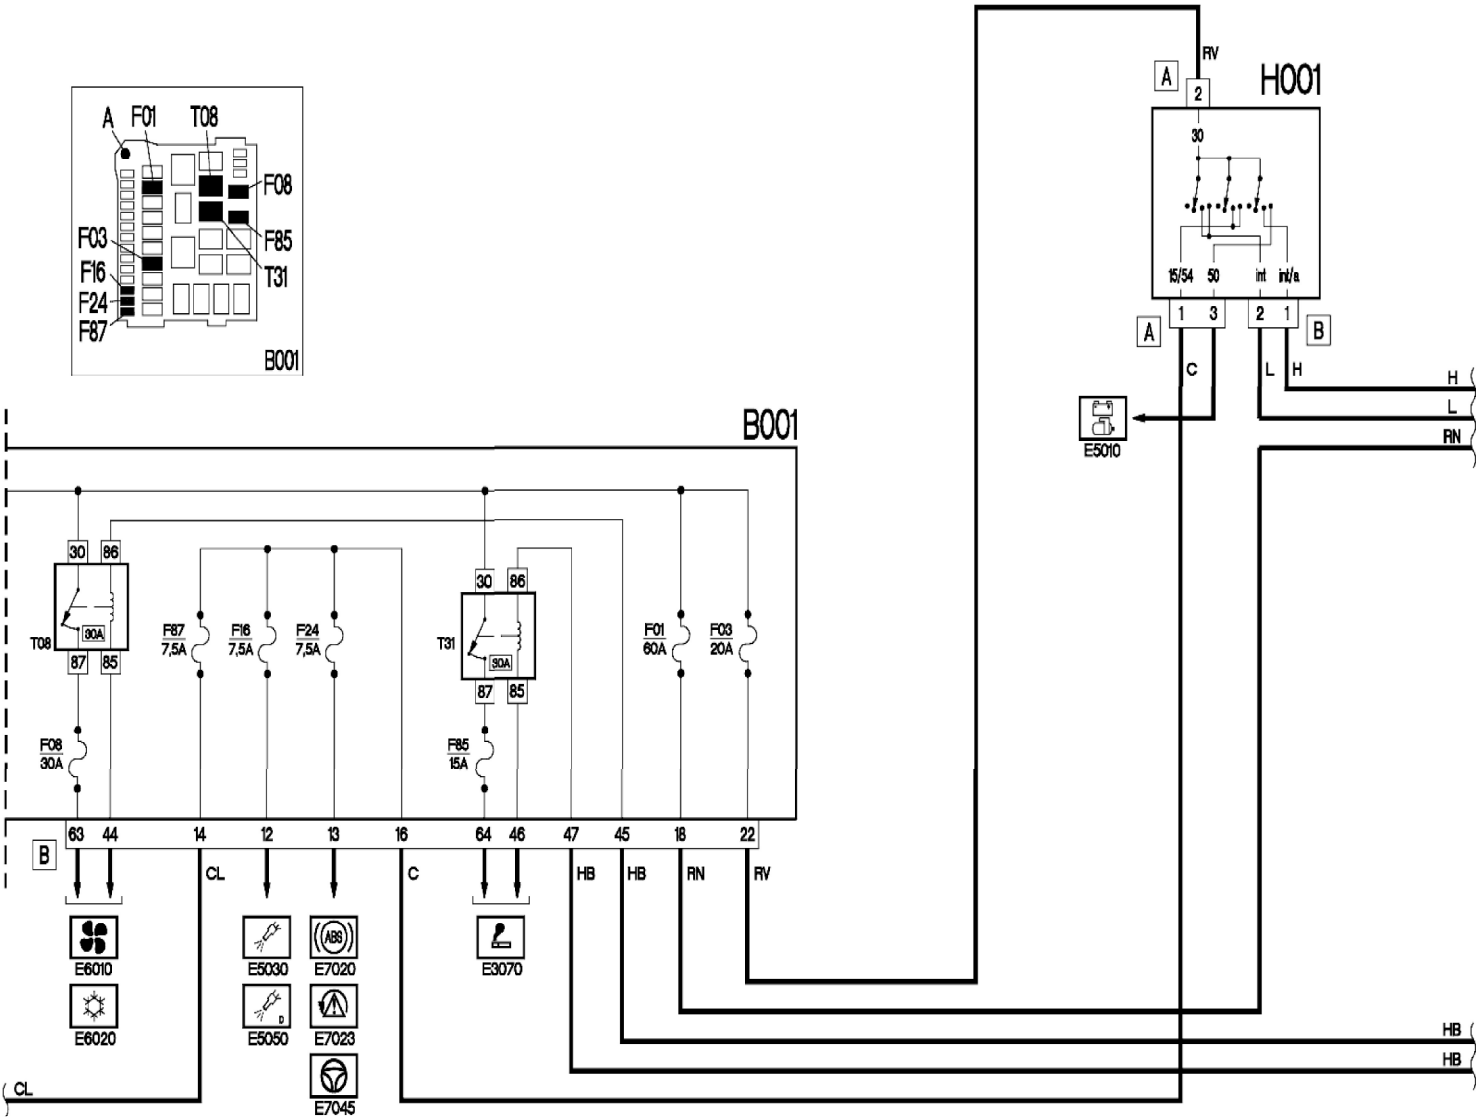 RV
A
H001
2
30
15/54 50 int int/a
1 3 2 1
A
B
C
L
H
H
L
RN
E5010
A F01 T08
F08
F03
F85
F16
T31
F24
F87
B001
B001
30 86
30A
T08
87 85
F08
30A
F87
7,5A
F16
7,5A
F24
7,5A
30 86
T31
30A
87 85
F85
15A
F01
60A
F03
20A
63 44 14 12 13 16 64 46 47 45 18 22
B
CL
C
HB
HB
RN
RV
ABS
E6010
E5030
E7020
E3070
D
E6020
E5050
E7023
E7045
HB
HB
CL